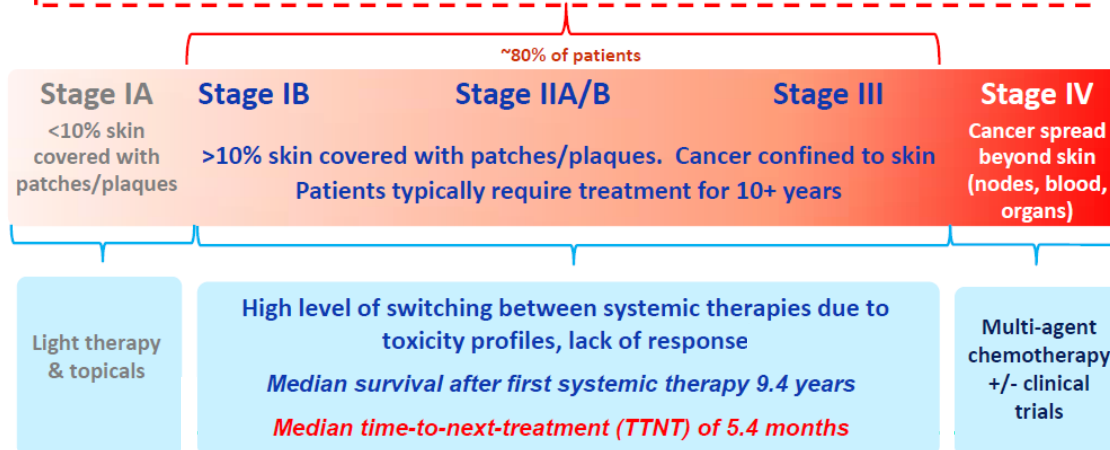 ~80% of patients
Stage IA
<10% skin
covered with
patches/plaques
Stage IB
Stage IIA/B
Stage III
>10% skin covered with patches/plaques.  Cancer confined to skin
Patients typically require treatment for 10+ years
Stage IV
Cancer spread
beyond skin
(nodes, blood,
organs)
Light therapy
& topicals
High level of switching between systemic therapies due to
toxicity profiles, lack of response
Median survival after first systemic therapy 9.4 years
Median time-to-next-treatment (TTNT) of 5.4 months
Multi-agent
chemotherapy
+/- clinical
trials